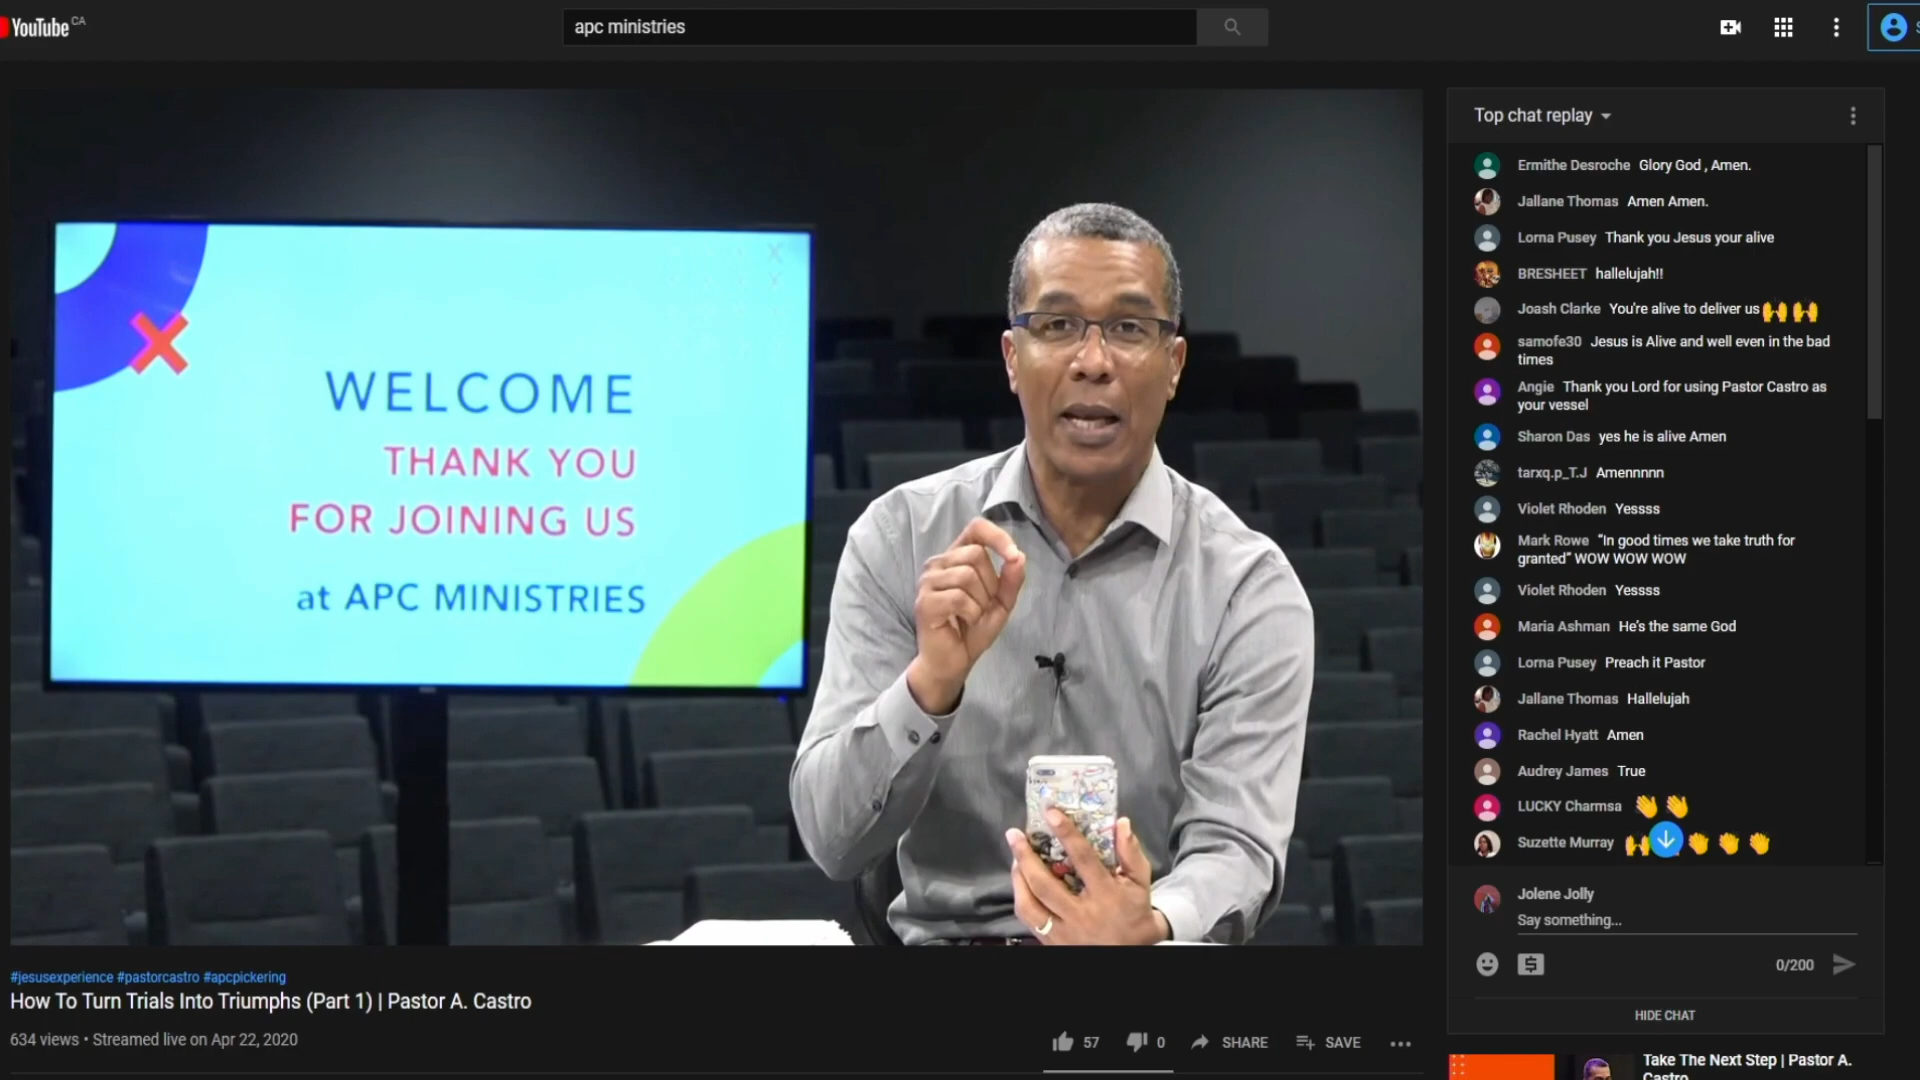 YouTube CA
apc ministries
WELCOME
THANK YOU
FOR JOINING US
at APC MINISTRIES
#jesusexperience #pastorcastro #apcpickering
How To Turn Trials Into Triumphs (Part 1) | Pastor A. Castro
634 views • Streamed live on Apr 22, 2020
57
0
SHARE
SAVE
Top chat replay
Ermithe Desroche Glory God , Amen.
Jallane Thomas Amen Amen.
Lorna Pusey Thank you Jesus your alive
BRESHEET hallelujah!!
Joash Clarke You're alive to deliver us 🙌 🙌
samofe30 Jesus is Alive and well even in the bad
times
Angie Thank you Lord for using Pastor Castro as
your vessel
Sharon Das yes he is alive Amen
tarxq.p_T.J Amennnnn
Violet Rhoden Yessss
Mark Rowe “In good times we take truth for
granted” WOW WOW WOW
Violet Rhoden Yessss
Maria Ashman He's the same God
Lorna Pusey Preach it Pastor
Jallane Thomas Hallelujah
Rachel Hyatt Amen
Audrey James True
LUCKY Charmsa 👏 👏
Suzette Murray 🙌 👏 👏 👏
Jolene Jolly
Say something...
0/200
HIDE CHAT
Take The Next Step | Pastor A.
Castro